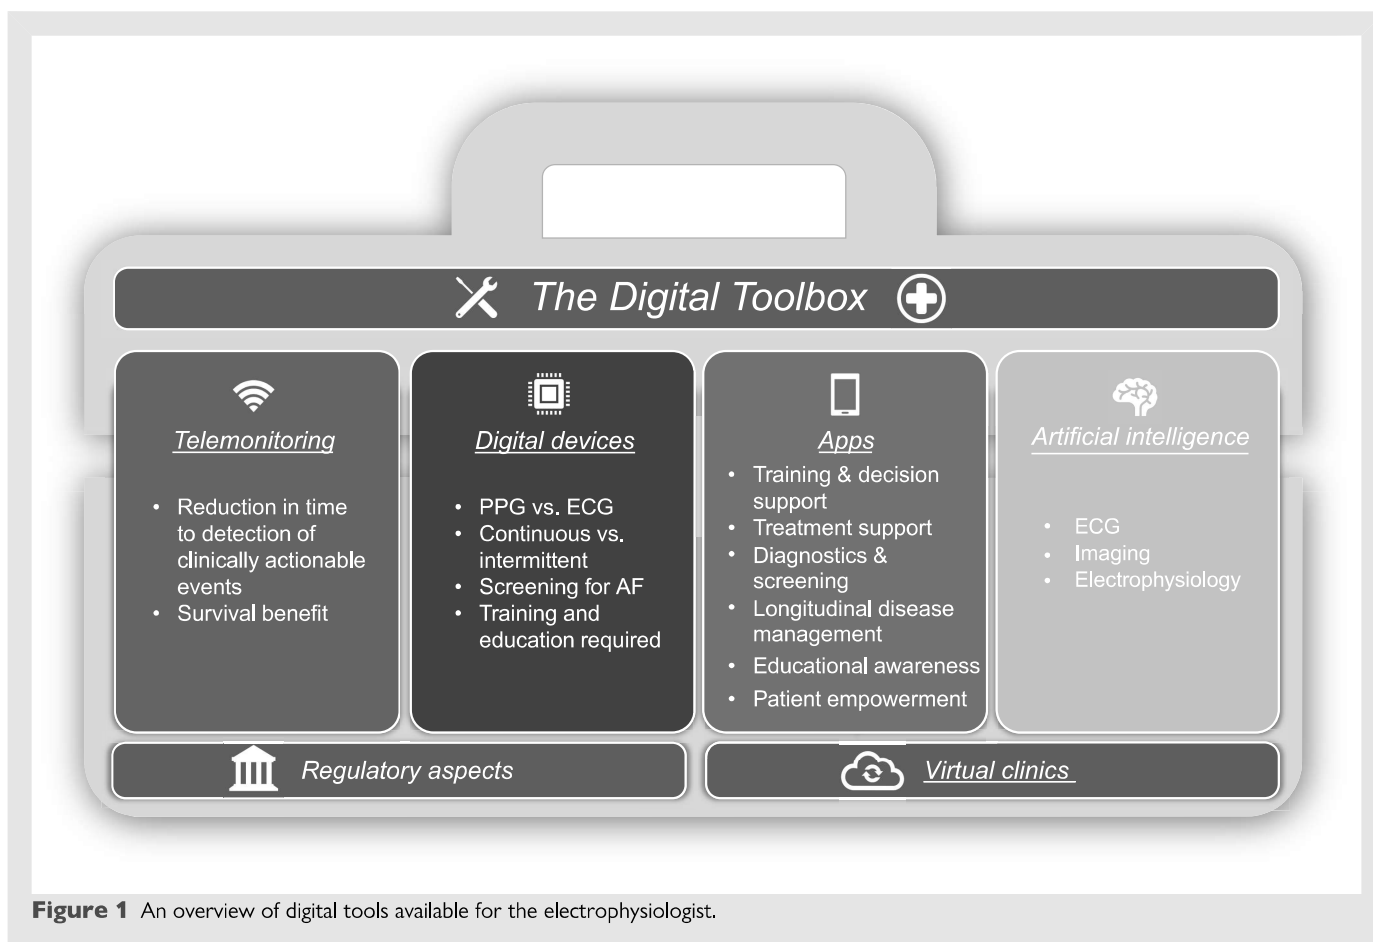 The Digital Toolbox
Telemonitoring
• Reduction in time
to detection of
clinically actionable
events
• Survival benefit
Digital devices
• PPG vs. ECG
• Continuous vs.
intermittent
• Screening for AF
• Training and
education required
Apps
• Training & decision
support
• Treatment support
• Diagnostics &
screening
• Longitudinal disease
management
• Educational awareness
• Patient empowerment
Artificial intelligence
• ECG
• Imaging
• Electrophysiology
Regulatory aspects
Virtual clinics
Figure 1 An overview of digital tools available for the electrophysiologist.